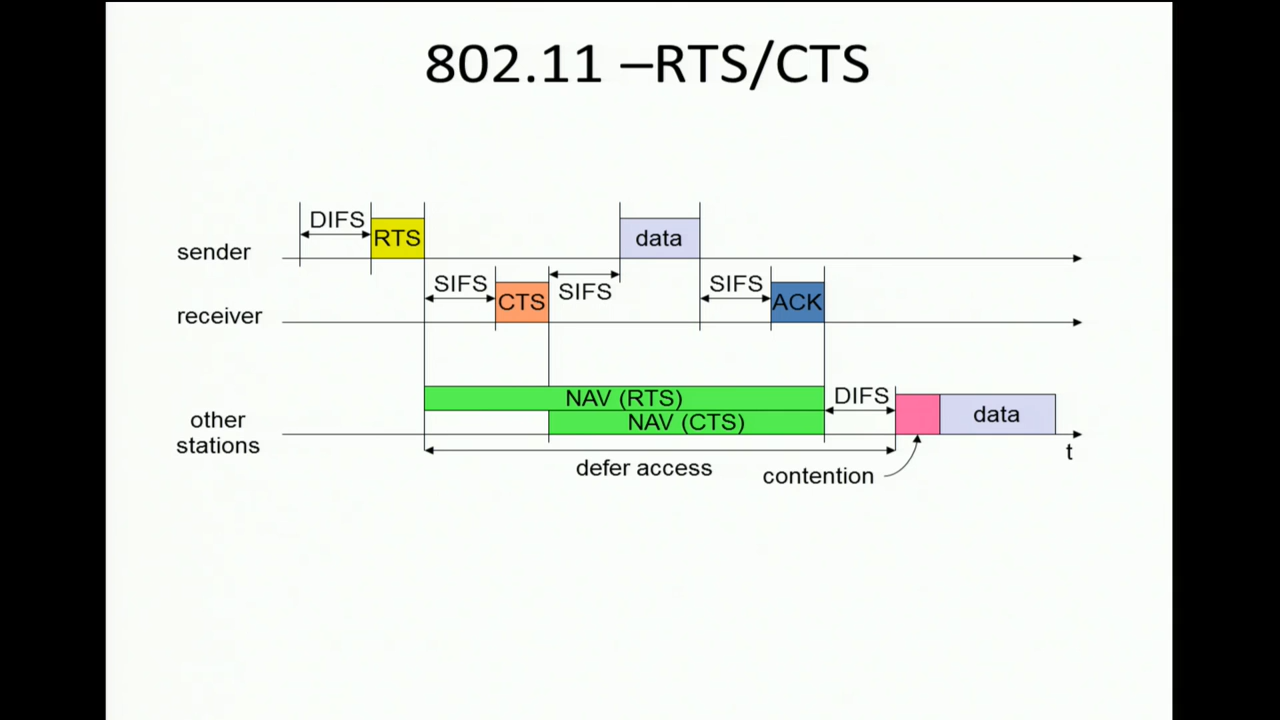 802.11 –RTS/CTS
DIFS
RTS
data
sender
SIFS
CTS
SIFS
SIFS
ACK
receiver
NAV (RTS)
DIFS
NAV (CTS)
data
other
stations
t
defer access
contention